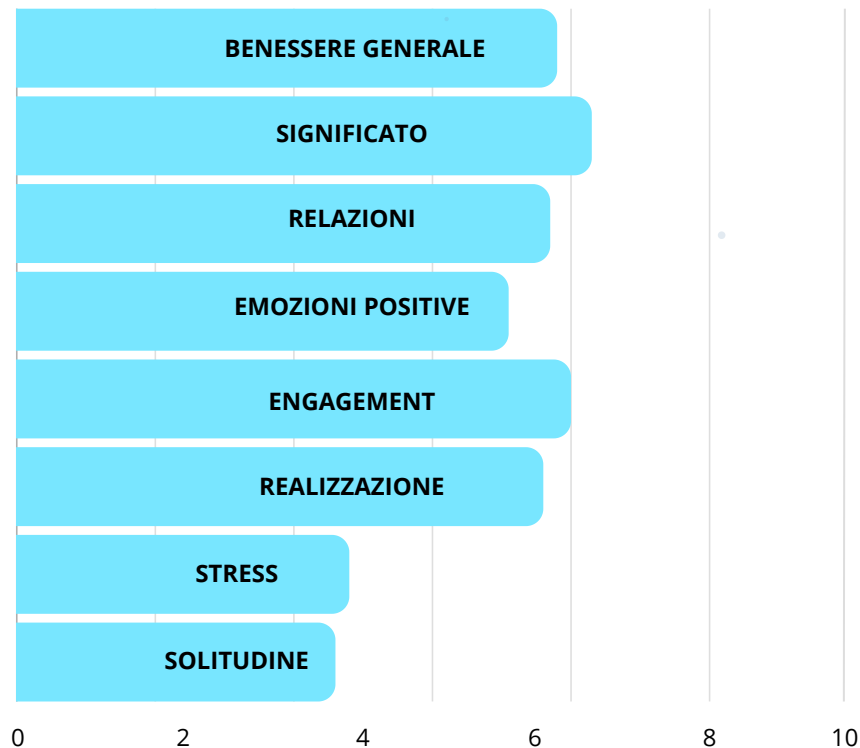 BENESSERE GENERALE
SIGNIFICATO
RELAZIONI
EMOZIONI POSITIVE
ENGAGEMENT
REALIZZAZIONE
STRESS
SOLITUDINE
0 2 4 6 8 10